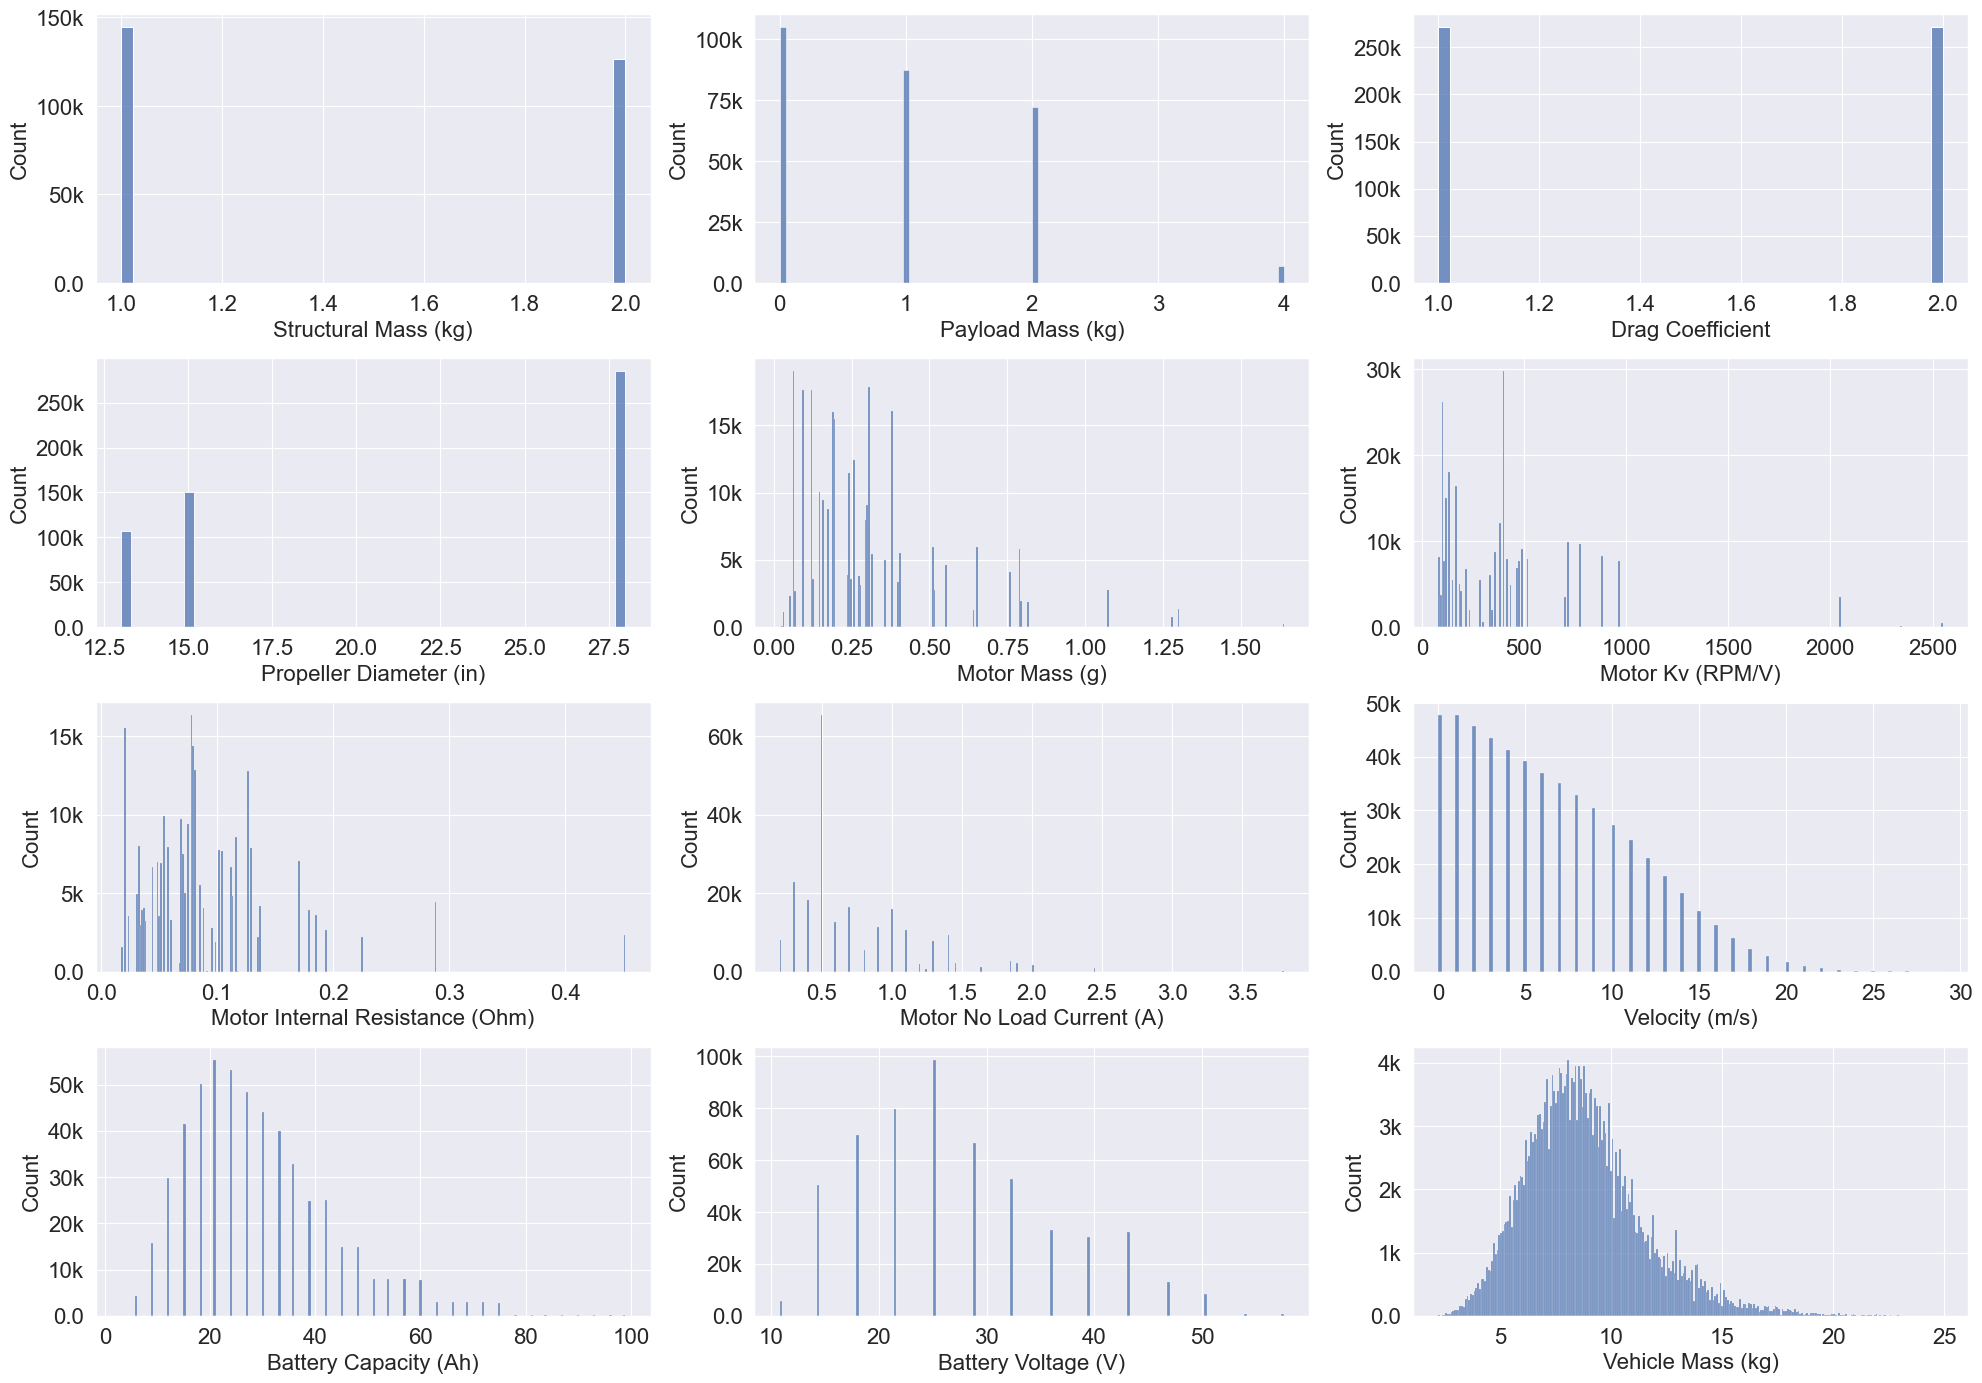 150k
100k
50k
0.0
Count
1.0 1.2 1.4 1.6 1.8 2.0
Structural Mass (kg)
100k
75k
50k
25k
0.0
Count
0 1 2 3 4
Payload Mass (kg)
250k
200k
150k
100k
50k
0.0
Count
1.0 1.2 1.4 1.6 1.8 2.0
Drag Coefficient
250k
200k
150k
100k
50k
0.0
Count
12.5 15.0 17.5 20.0 22.5 25.0 27.5
Propeller Diameter (in)
15k
10k
5k
0.0
Count
0.00 0.25 0.50 0.75 1.00 1.25 1.50
Motor Mass (g)
30k
20k
10k
0.0
Count
0 500 1000 1500 2000 2500
Motor Kv (RPM/V)
15k
10k
5k
0.0
Count
0.0 0.1 0.2 0.3 0.4
Motor Internal Resistance (Ohm)
60k
40k
20k
0.0
Count
0.5 1.0 1.5 2.0 2.5 3.0 3.5
Motor No Load Current (A)
50k
40k
30k
20k
10k
0.0
Count
0 5 10 15 20 25 30
Velocity (m/s)
50k
40k
30k
20k
10k
0.0
Count
0 20 40 60 80 100
Battery Capacity (Ah)
100k
80k
60k
40k
20k
0.0
Count
10 20 30 40 50
Battery Voltage (V)
4k
3k
2k
1k
0.0
Count
5 10 15 20 25
Vehicle Mass (kg)